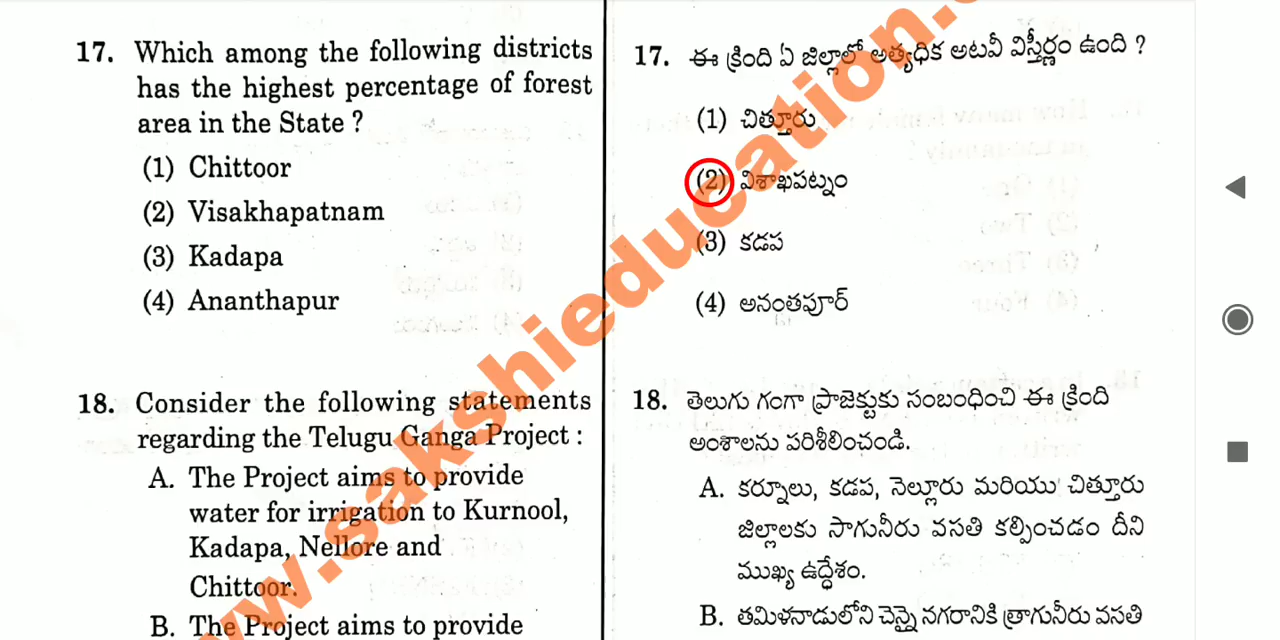 17. Which among the following districts
has the highest percentage of forest
area in the State ?
(1) Chittoor
(2) Visakhapatnam
(3) Kadapa
(4) Ananthapur
18. Consider the following statements
regarding the Telugu Ganga Project :
A. The Project aims to provide
water for irrigation to Kurnool,
Kadapa, Nellore and
Chittoor.
B. The Project aims to provide
17. ఈ క్రింది ఏ జిల్లాలో అత్యధిక అటవీ విస్తీర్ణం ఉంది ?
(1) చిత్తూరు
(2) విశాఖపట్నం
(3) కడప
(4) అనంతపూర్
18. తెలుగు గంగా ప్రాజెక్టుకు సంబంధించి ఈ క్రింది
అంశాలను పరిశీలించండి.
A. కర్నూలు, కడప, నెల్లూరు మరియు చిత్తూరు
జిల్లాలకు సాగునీరు వసతి కల్పించడం దీని
ముఖ్య ఉద్దేశం.
B. తమిళనాడులోని చెన్నై నగరానికి త్రాగునీరు వసతి
www.sakshieducation.c